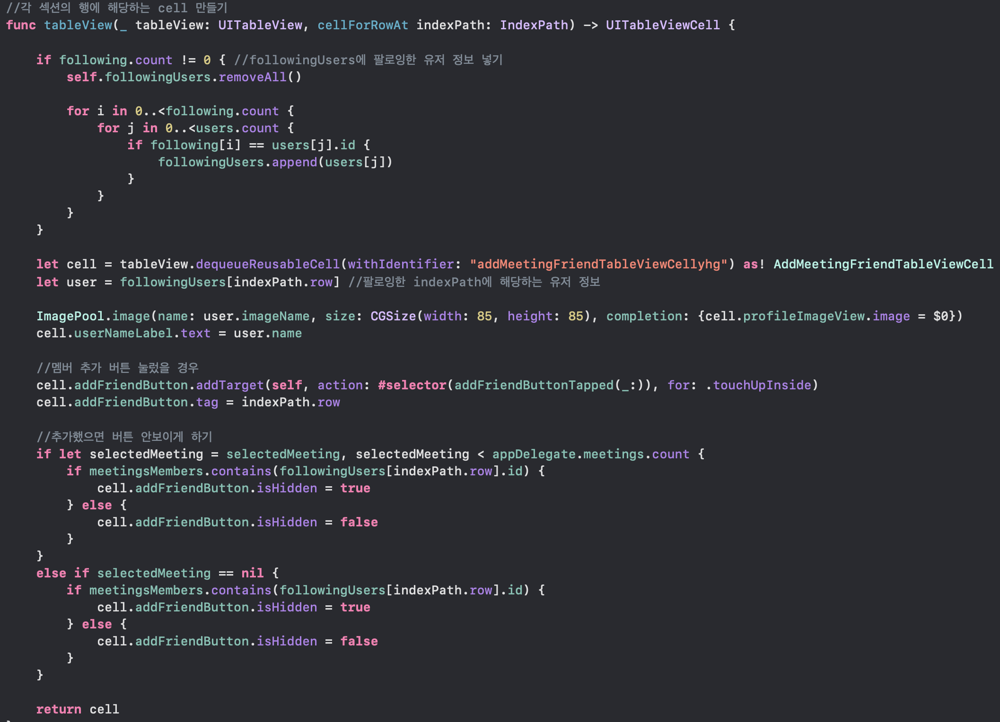 //각 섹션의 행에 해당하는 cell 만들기
func tableView(_ tableView: UITableView, cellForRowAt indexPath: IndexPath) -> UITableViewCell {
if following.count != 0 { //followingUsers에 팔로잉한 유저 정보 넣기
self.followingUsers.removeAll()
for i in 0..<following.count {
for j in 0..<users.count {
if following[i] == users[j].id {
followingUsers.append(users[j])
}
}
}
}
let cell = tableView.dequeueReusableCell(withIdentifier: "addMeetingFriendTableViewCellyhg") as! AddMeetingFriendTableViewCell
let user = followingUsers[indexPath.row] //팔로잉한 indexPath에 해당하는 유저 정보
ImagePool.image(name: user.imageName, size: CGSize(width: 85, height: 85), completion: {cell.profileImageView.image = $0})
cell.userNameLabel.text = user.name
//멤버 추가 버튼 눌렀을 경우
cell.addFriendButton.addTarget(self, action: #selector(addFriendButtonTapped(_:)), for: .touchUpInside)
cell.addFriendButton.tag = indexPath.row
//추가했으면 버튼 안보이게 하기
if let selectedMeeting = selectedMeeting, selectedMeeting < appDelegate.meetings.count {
if meetingsMembers.contains(followingUsers[indexPath.row].id) {
cell.addFriendButton.isHidden = true
} else {
cell.addFriendButton.isHidden = false
}
}
else if selectedMeeting == nil {
if meetingsMembers.contains(followingUsers[indexPath.row].id) {
cell.addFriendButton.isHidden = true
} else {
cell.addFriendButton.isHidden = false
}
}
return cell